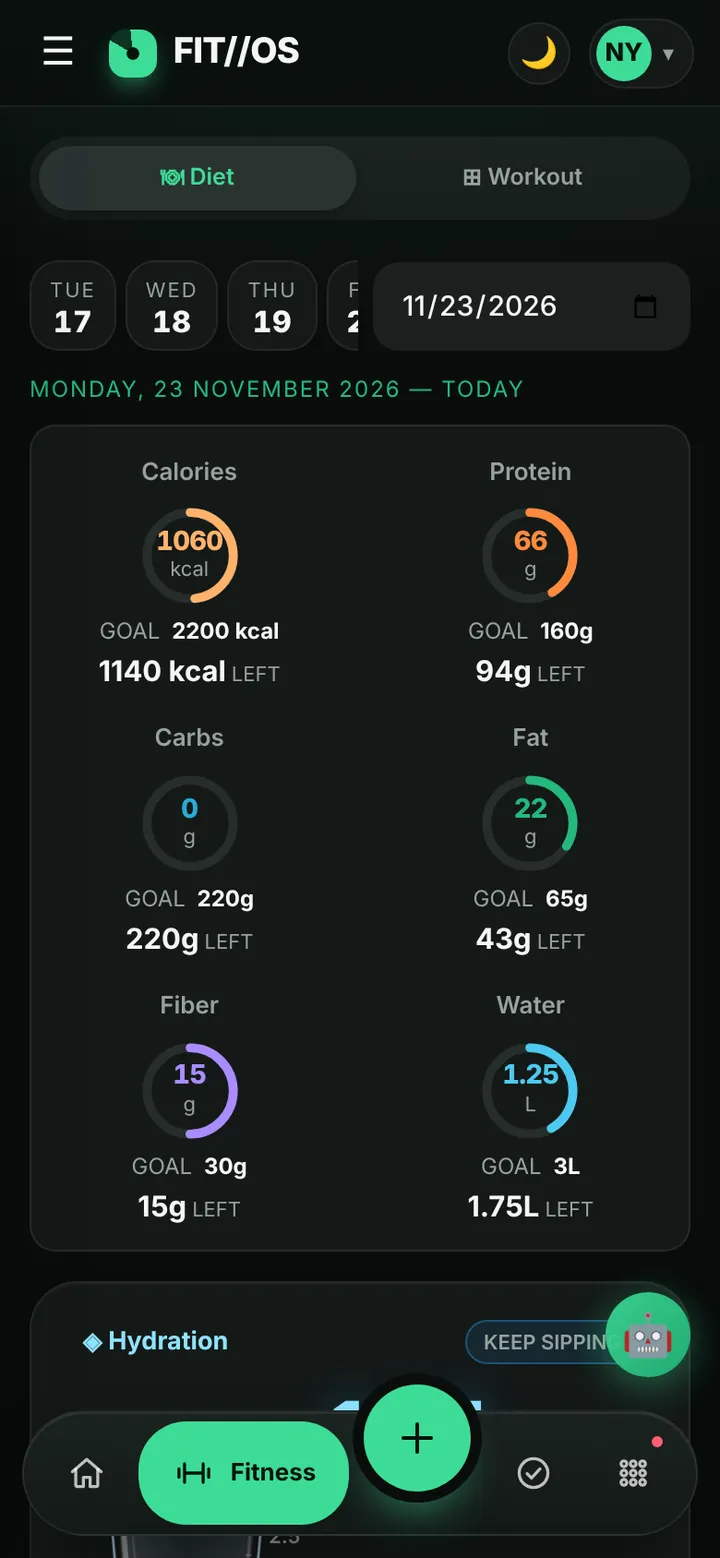 FIT//OS
NY
Diet
Workout
TUE
17
WED
18
THU
19
11/23/2026
MONDAY, 23 NOVEMBER 2026 — TODAY
Calories
Protein
1060
kcal
66
g
GOAL 2200 kcal
GOAL 160g
1140 kcal LEFT
94g LEFT
Carbs
Fat
0
g
22
g
GOAL 220g
GOAL 65g
220g LEFT
43g LEFT
Fiber
Water
15
g
1.25
L
GOAL 30g
GOAL 3L
15g LEFT
1.75L LEFT
Hydration
KEEP SIPPING
Fitness
2.5